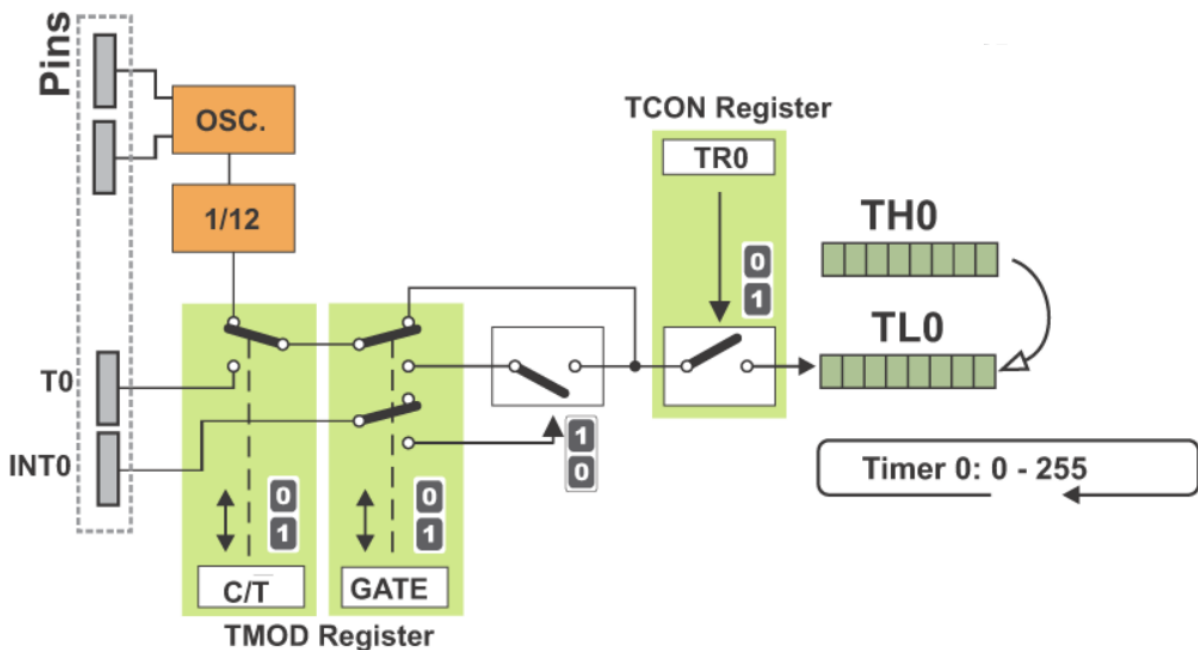 Pins
OSC.
1/12
TCON Register
TR0
0
1
TH0
TL0
T0
INT0
1
0
0
1
0
1
C/T
GATE
TMOD Register
Timer 0: 0 - 255